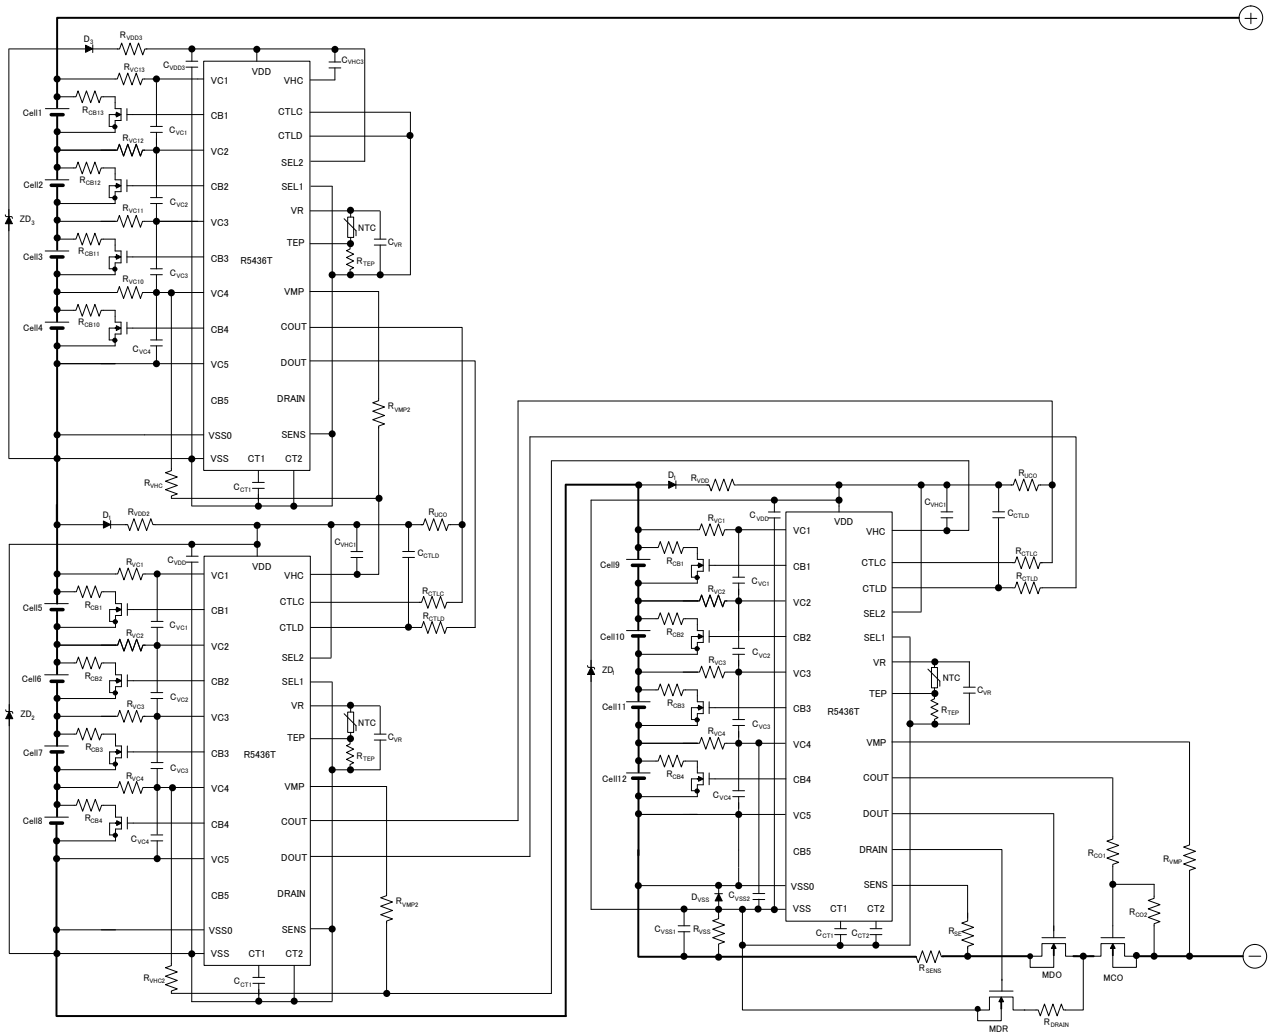 +
D3
RVDD3
CVDD3
VDD
CVHC3
VHC
RVC13
VC1
RCB13
Cell1
CB1
CTLC
CVC1
CTLD
RVC12
VC2
SEL2
RCB12
Cell2
CB2
SEL1
CVC2
RVC11
VR
ZD3
VC3
NTC
CVR
TEP
RCB11
RTEP
Cell3
CB3
R5436T
CVC3
RVC10
VC4
VMP
RCB10
Cell4
CB4
COUT
CVC4
VC5
DOUT
CB5
DRAIN
RVMP2
VSS0
SENS
VSS
CT1
CT2
RVHC
CCT1
D1
RVDD2
RUCO
CVDD
VDD
CVHC1
CCTLD
RVC1
VC1
VHC
RCB1
Cell5
CB1
CTLC
RCTLC
CVC1
CTLD
RCTLD
RVC2
VC2
SEL2
RCB2
Cell6
CB2
SEL1
CVC2
RVC3
VR
ZD2
VC3
NTC
CVR
TEP
RCB3
RTEP
Cell7
CB3
R5436T
CVC3
RVC4
VC4
VMP
RCB4
Cell8
CB4
COUT
CVC4
VC5
DOUT
CB5
DRAIN
RVMP2
VSS0
SENS
VSS
CT1
CT2
RVHC2
CCT1
D1
RVDD
RUCO
CVDD
VDD
CVHC1
CCTLD
RVC1
VC1
VHC
RCB1
Cell9
CB1
CTLC
RCTLC
CVC1
CTLD
RCTLD
RVC2
VC2
SEL2
RCB2
Cell10
CB2
SEL1
CVC2
RVC3
VR
ZD1
VC3
NTC
CVR
TEP
RCB3
RTEP
Cell11
CB3
R5436T
CVC3
RVC4
VC4
VMP
RCB4
Cell12
CB4
COUT
CVC4
VC5
DOUT
CB5
DRAIN
RCO1
RVMP
VSS0
SENS
DVSS
CVSS2
VSS
CT1
CT2
RCO2
CVSS1
RVSS
CCT1
CCT2
RSE
RSENS
MDO
MCO
−
MDR
RDRAIN